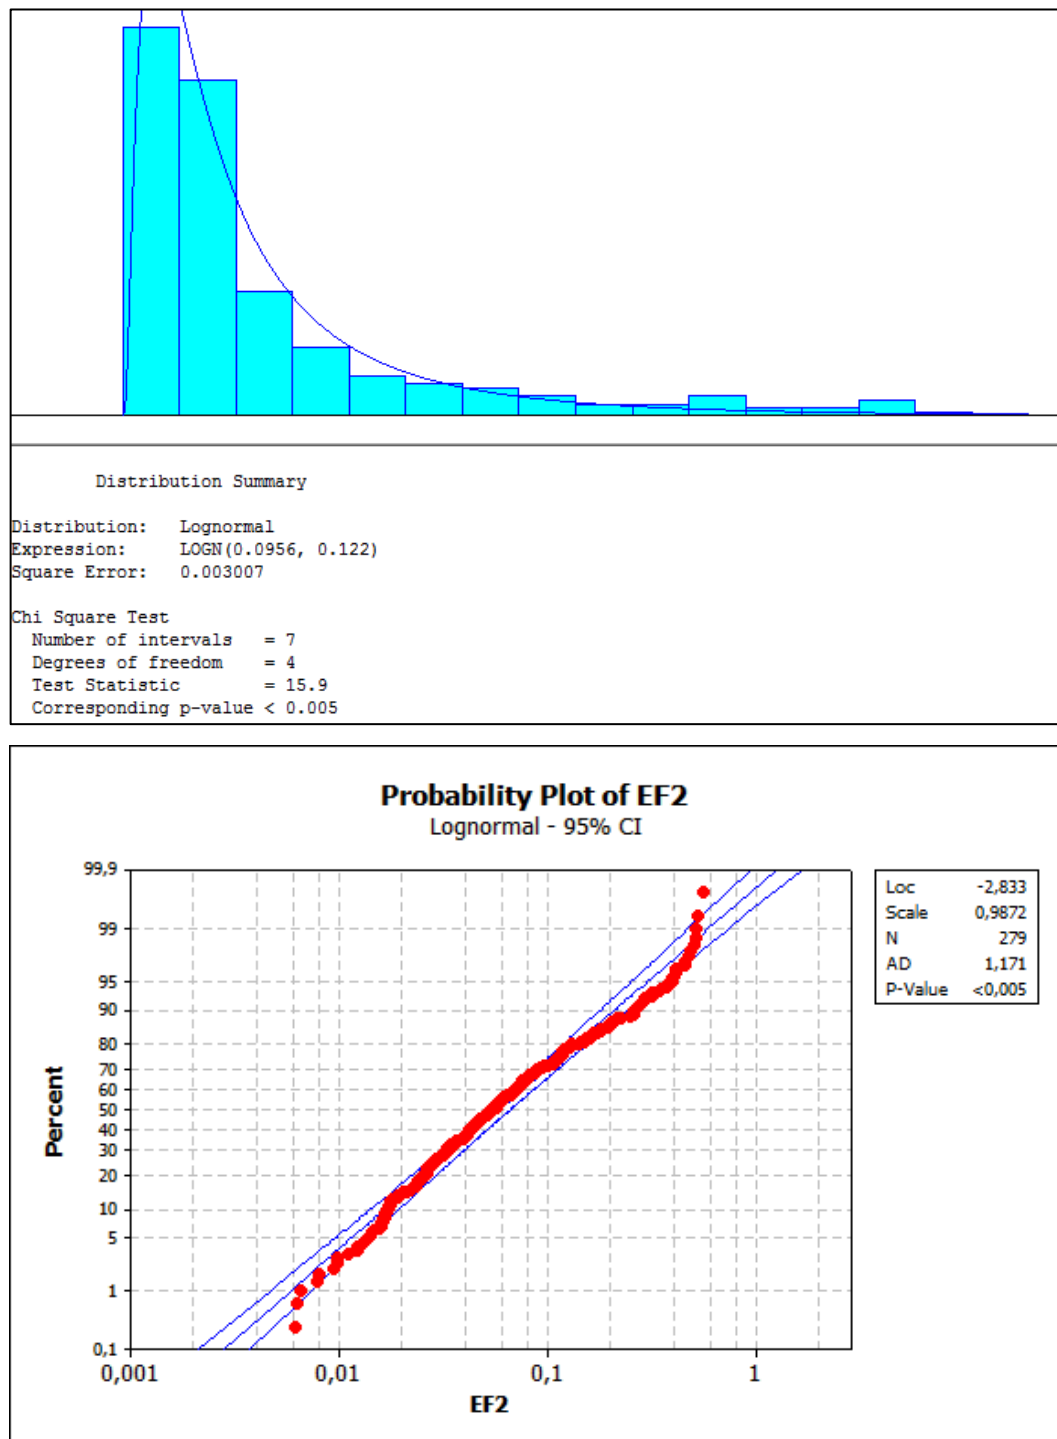 Distribution Summary
Distribution: Lognormal
Expression: LOGN(0.0956, 0.122)
Square Error: 0.003007
Chi Square Test
Number of intervals = 7
Degrees of freedom = 4
Test Statistic = 15.9
Corresponding p-value < 0.005
Probability Plot of EF2
Lognormal - 95% CI
99,9
99
95
90
80
70
60
50
40
30
20
10
5
1
0,1
Percent
0,001 0,01 0,1 1
EF2
Loc -2,833
Scale 0,9872
N 279
AD 1,171
P-Value <0,005